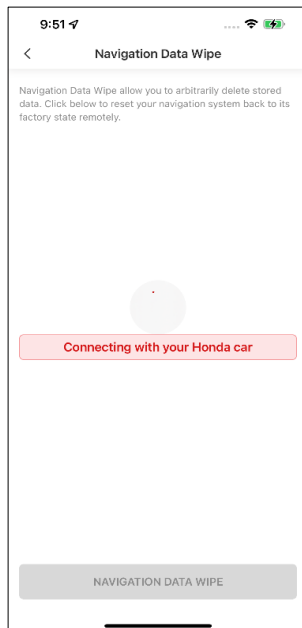 9:51
Navigation Data Wipe
Navigation Data Wipe allow you to arbitrarily delete stored
data. Click below to reset your navigation system back to its
factory state remotely.
Connecting with your Honda car
NAVIGATION DATA WIPE